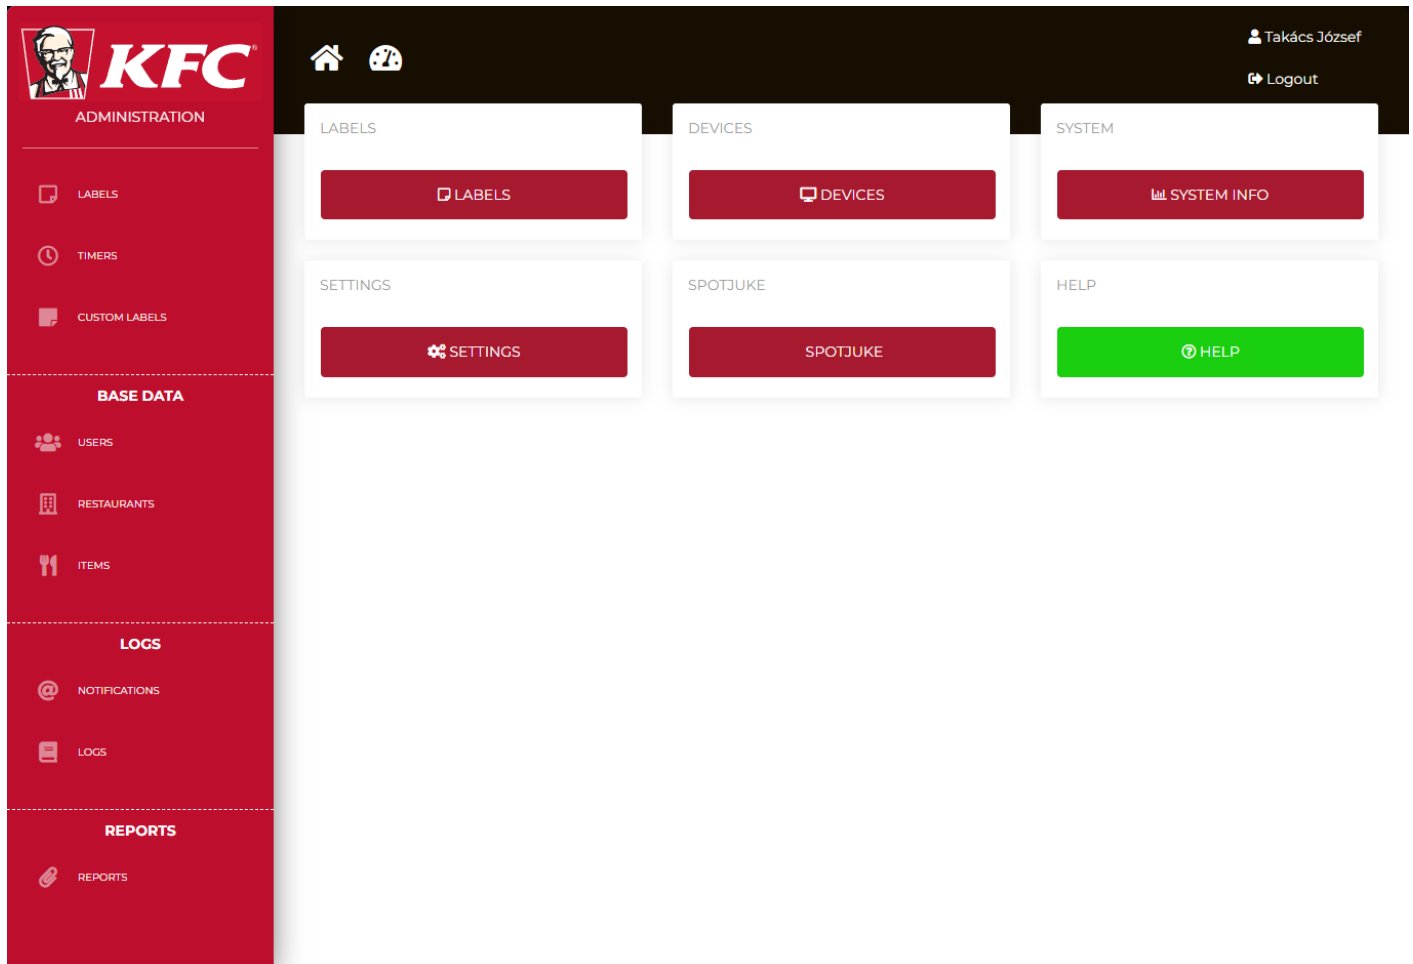 KFC
ADMINISTRATION
LABELS
TIMERS
CUSTOM LABELS
BASE DATA
USERS
RESTAURANTS
ITEMS
LOGS
NOTIFICATIONS
LOGS
REPORTS
REPORTS
Takács József
Logout
LABELS
LABELS
DEVICES
DEVICES
SYSTEM
SYSTEM INFO
SETTINGS
SETTINGS
SPOTJUKE
SPOTJUKE
HELP
HELP